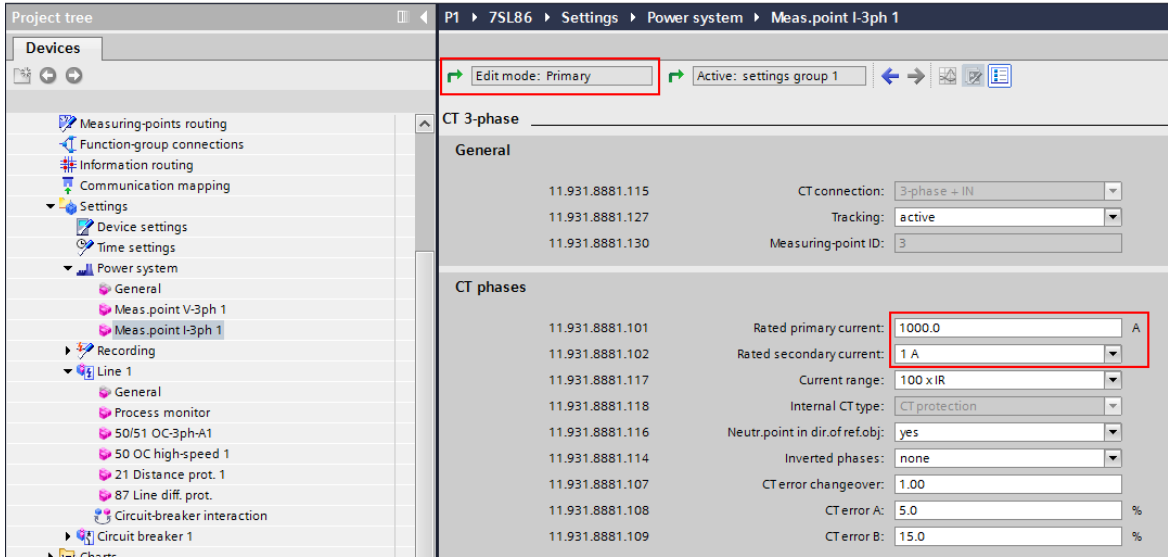 Project tree
Devices
Measuring-points routing
Function-group connections
Information routing
Communication mapping
Settings
Device settings
Time settings
Power system
General
Meas.point V-3ph 1
Meas.point I-3ph 1
Recording
Line 1
General
Process monitor
50/51 OC-3ph-A1
50 OC high-speed 1
21 Distance prot. 1
87 Line diff. prot.
Circuit-breaker interaction
Circuit breaker 1
Charts
P1 7SL86 Settings Power system Meas.point I-3ph 1
Edit mode: Primary Active: settings group 1
CT 3-phase
General
11.931.8881.115 CT connection: 3-phase + IN
11.931.8881.127 Tracking: active
11.931.8881.130 Measuring-point ID: 3
CT phases
11.931.8881.101 Rated primary current: 1000.0 A
11.931.8881.102 Rated secondary current: 1 A
11.931.8881.117 Current range: 100 x IR
11.931.8881.118 Internal CT type: CT protection
11.931.8881.116 Neutr.point in dir.of ref.obj: yes
11.931.8881.114 Inverted phases: none
11.931.8881.107 CT error changeover: 1.00
11.931.8881.108 CT error A: 5.0 %
11.931.8881.109 CT error B: 15.0 %